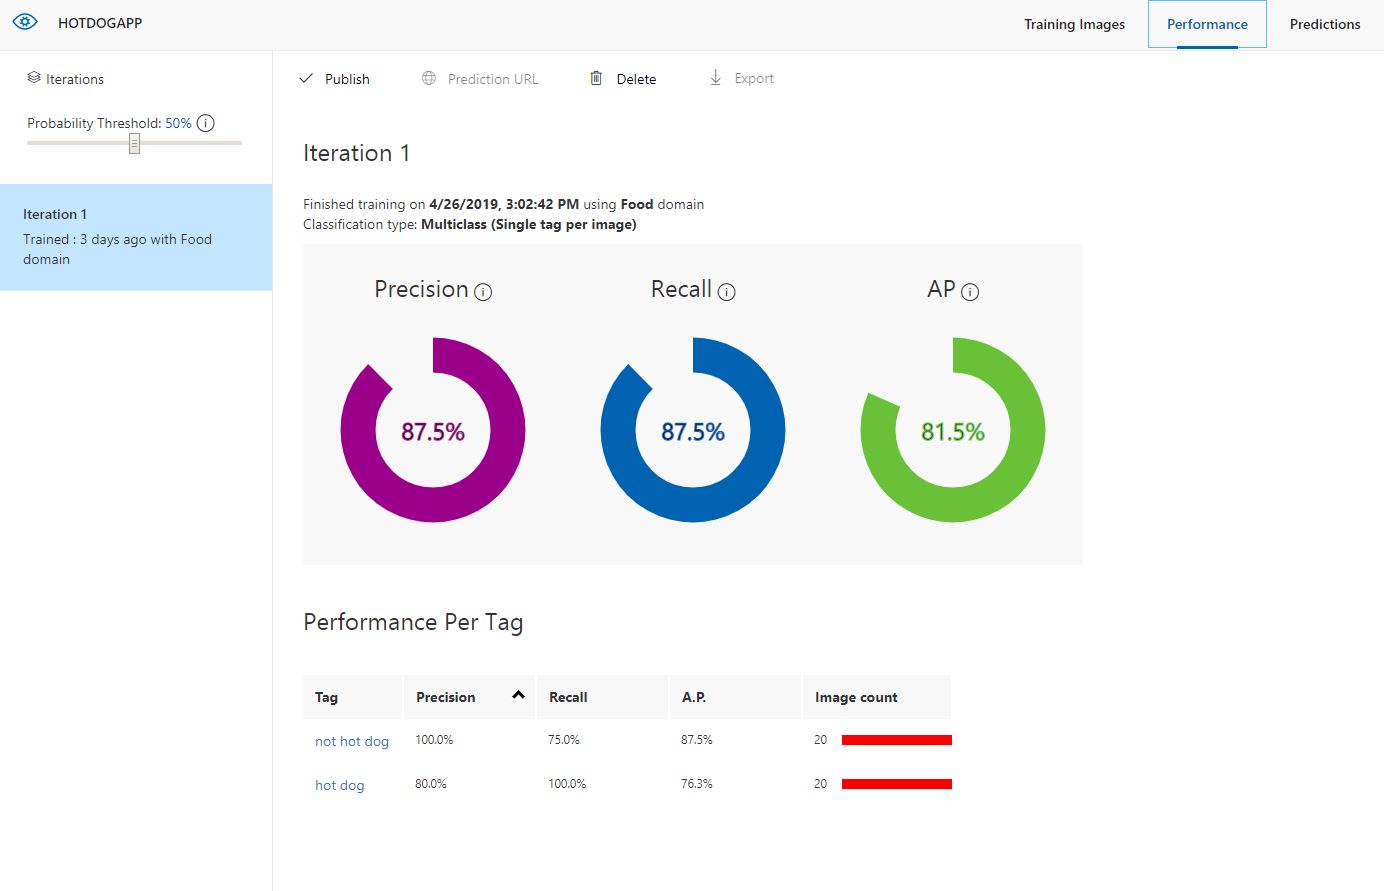 HOTDOGAPP
Training Images
Performance
Predictions
Iterations
Probability Threshold: 50%
Iteration 1
Trained : 3 days ago with Food
domain
Publish
Prediction URL
Delete
Export
Iteration 1
Finished training on 4/26/2019, 3:02:42 PM using Food domain
Classification type: Multiclass (Single tag per image)
Precision
Recall
AP
87.5%
87.5%
81.5%
Performance Per Tag
Tag Precision Recall A.P. Image count
not hot dog 100.0% 75.0% 87.5% 20
hot dog 80.0% 100.0% 76.3% 20